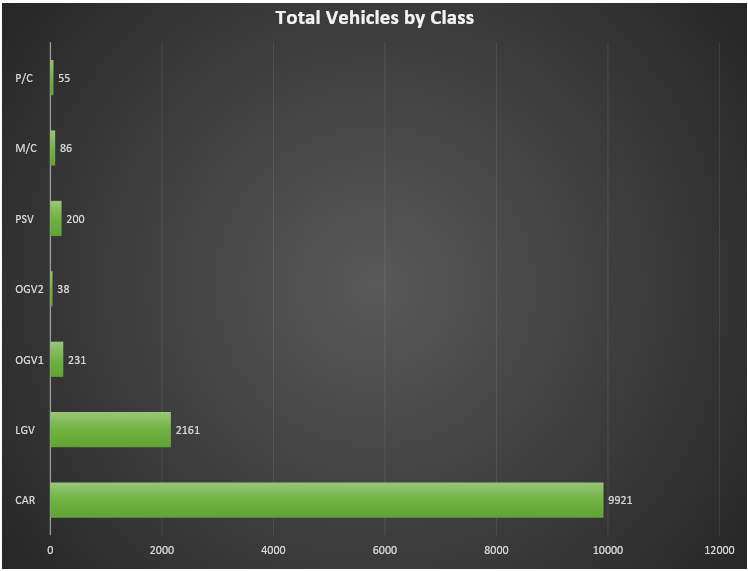 Total Vehicles by Class
P/C 55
M/C 86
PSV 200
OGV2 38
OGV1 231
LGV 2161
CAR 9921
0 2000 4000 6000 8000 10000 12000